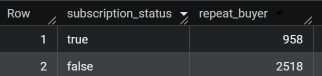 Row subscription_status repeat_buyer
1 true 958
2 false 2518